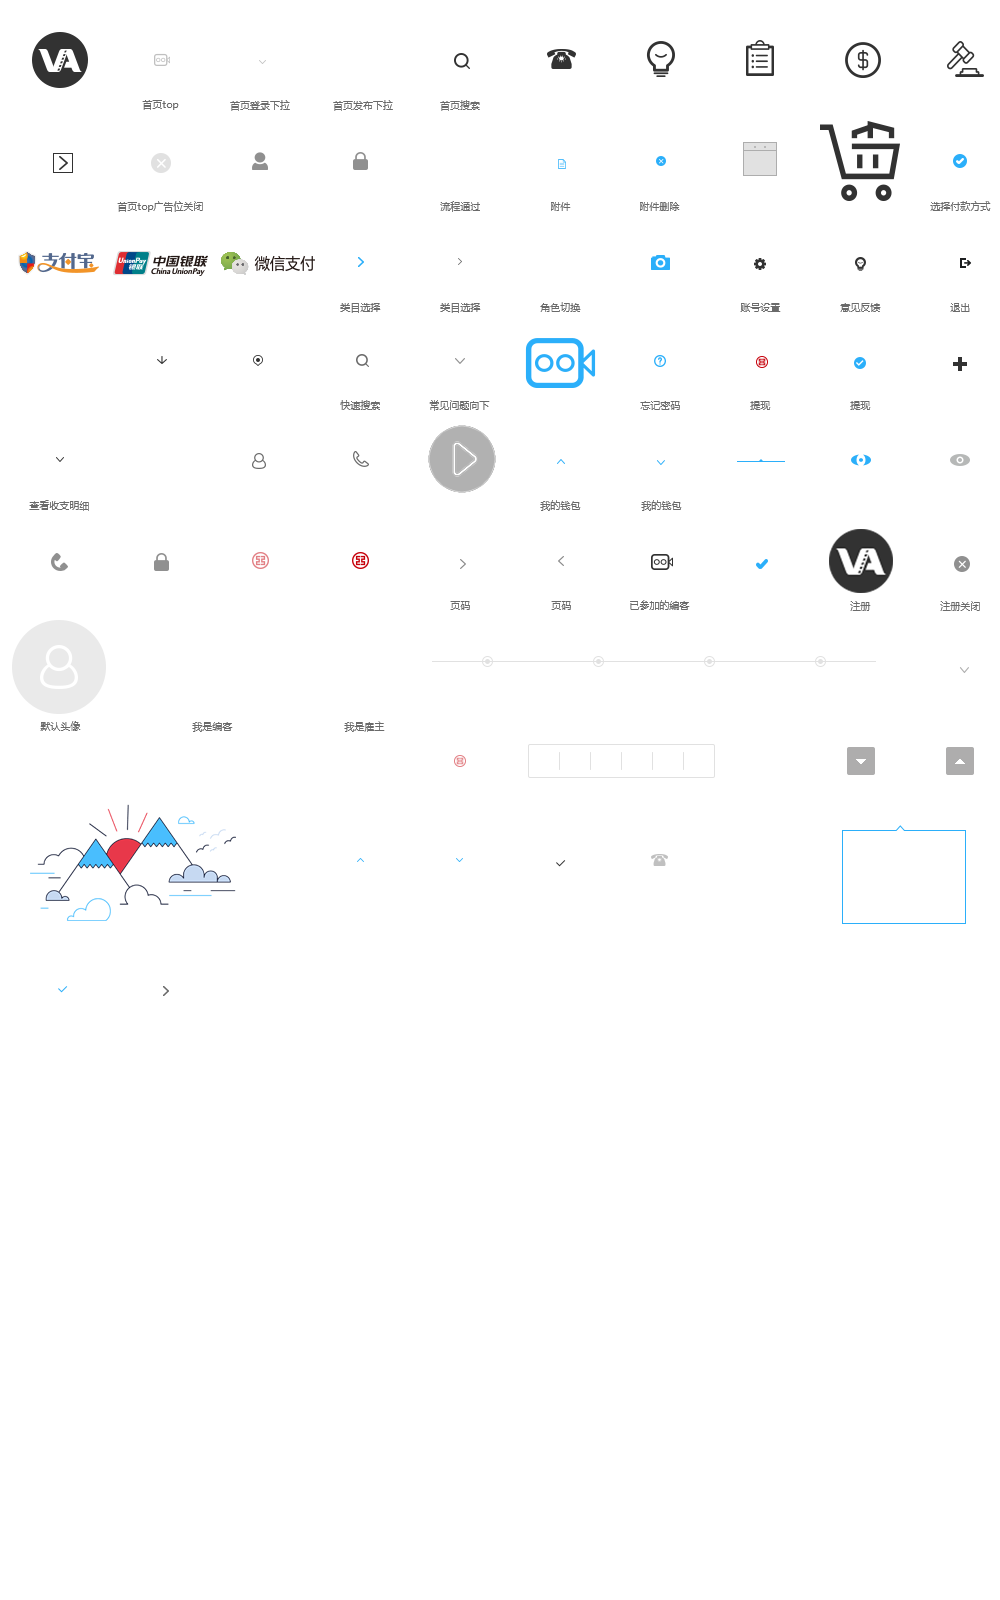 VA
首页top
首页登录下拉
首页发布下拉
首页搜索
首页top广告位关闭
流程通过
附件
附件删除
选择付款方式
支付宝
UnionPay
银联
中国银联
China UnionPay
微信支付
类目选择
类目选择
角色切换
账号设置
意见反馈
退出
快速搜索
常见问题向下
忘记密码
提现
提现
查看收支明细
我的钱包
我的钱包
页码
页码
已参加的编客
VA
注册
注册关闭
默认头像
我是编客
我是雇主